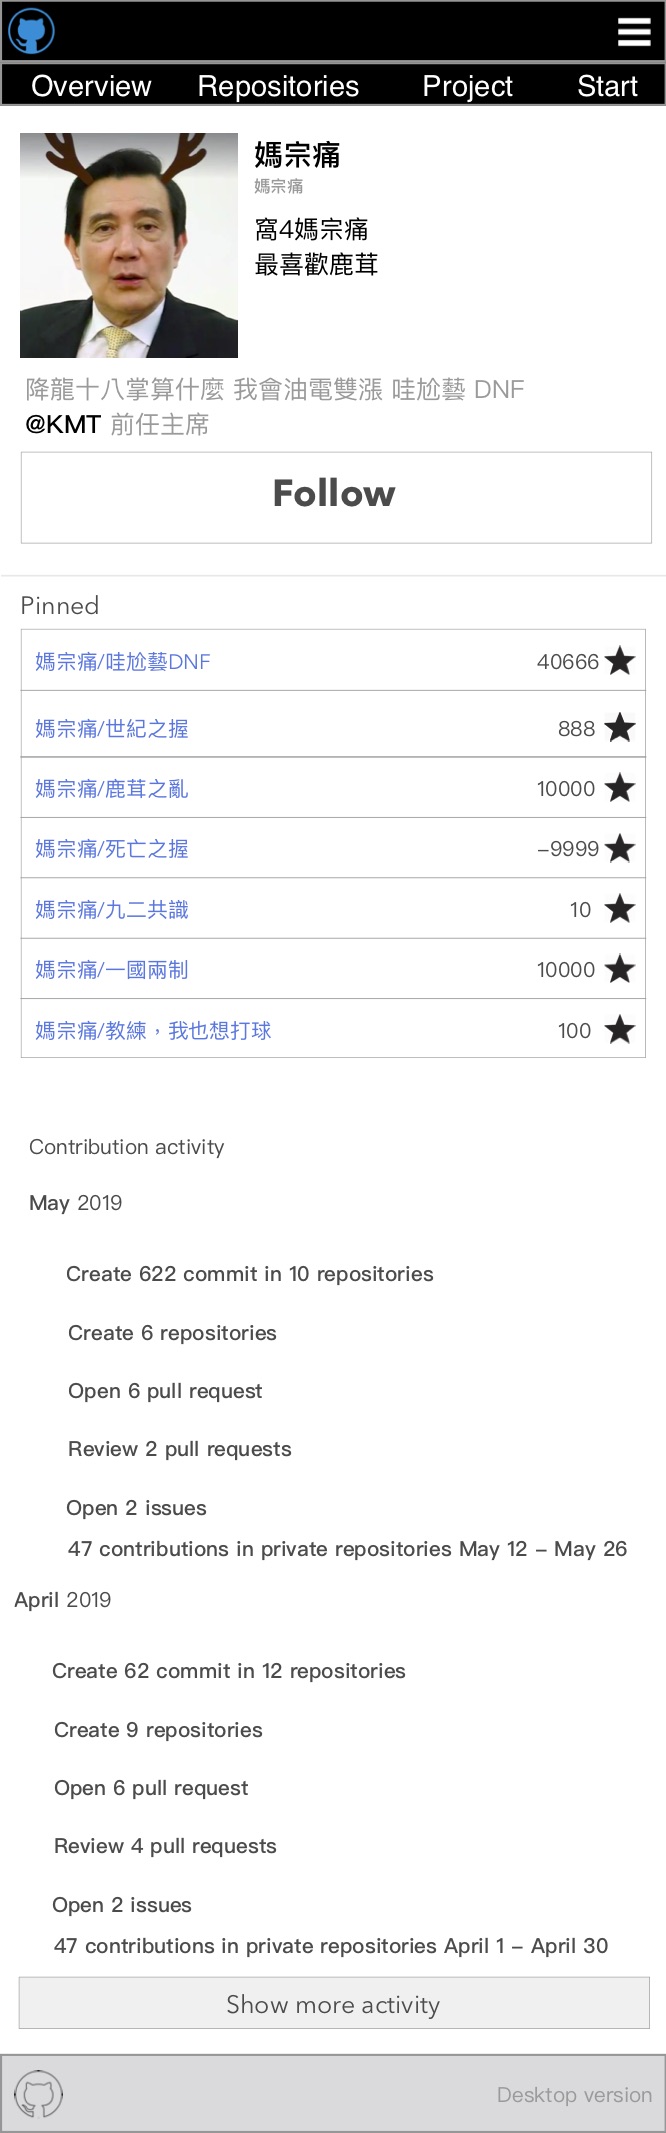 Overview Repositories Project Start
媽宗痛
媽宗痛
窩4媽宗痛
最喜歡鹿茸
降龍十八掌算什麼 我會油電雙漲 哇尬藝 DNF
@KMT 前任主席
Follow
Pinned
媽宗痛/哇尬藝DNF 40666
媽宗痛/世紀之握 888
媽宗痛/鹿茸之亂 10000
媽宗痛/死亡之握 -9999
媽宗痛/九二共識 10
媽宗痛/一國兩制 10000
媽宗痛/教練，我也想打球 100
Contribution activity
May 2019
Create 622 commit in 10 repositories
Create 6 repositories
Open 6 pull request
Review 2 pull requests
Open 2 issues
47 contributions in private repositories May 12 – May 26
April 2019
Create 62 commit in 12 repositories
Create 9 repositories
Open 6 pull request
Review 4 pull requests
Open 2 issues
47 contributions in private repositories April 1 – April 30
Show more activity
Desktop version